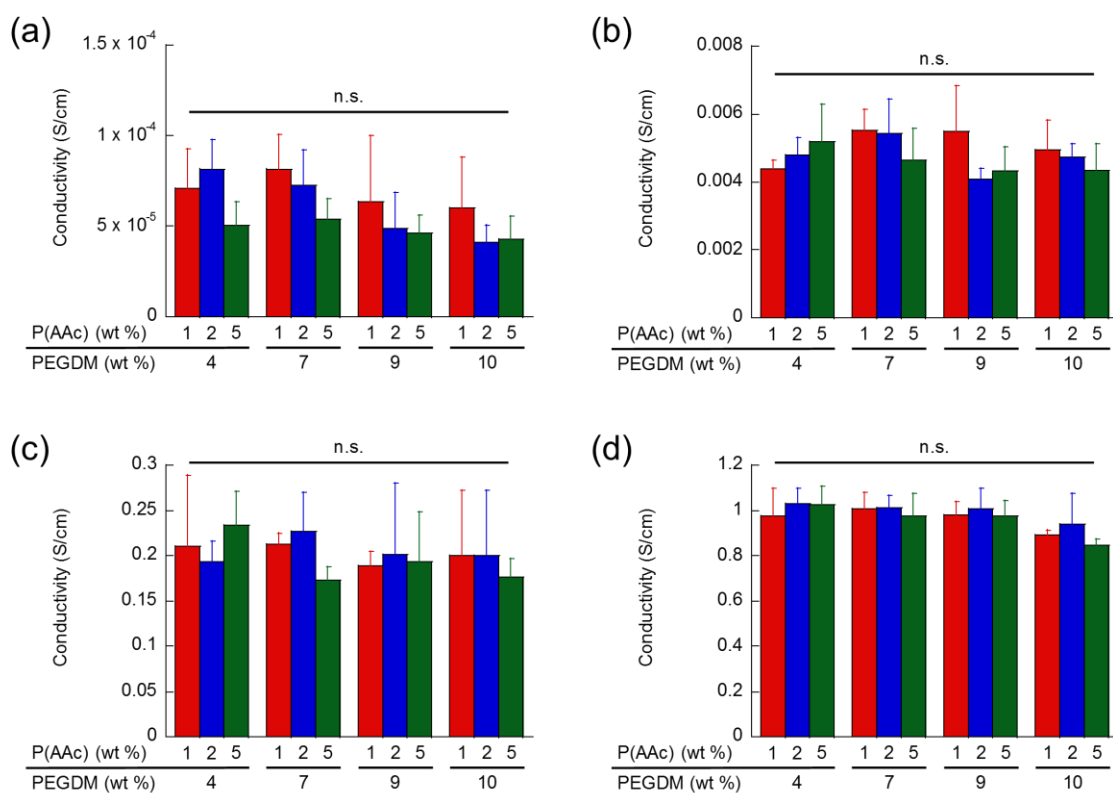 (a)
Conductivity (S/cm)
1.5 x 10⁻⁴
1 x 10⁻⁴
5 x 10⁻⁵
0
n.s.
P(AAc) (wt %) 1 2 5 1 2 5 1 2 5 1 2 5
PEGDM (wt %) 4 7 9 10
(b)
Conductivity (S/cm)
0.008
0.006
0.004
0.002
0
n.s.
P(AAc) (wt %) 1 2 5 1 2 5 1 2 5 1 2 5
PEGDM (wt %) 4 7 9 10
(c)
Conductivity (S/cm)
0.3
0.25
0.2
0.15
0.1
0.05
0
n.s.
P(AAc) (wt %) 1 2 5 1 2 5 1 2 5 1 2 5
PEGDM (wt %) 4 7 9 10
(d)
Conductivity (S/cm)
1.2
1
0.8
0.6
0.4
0.2
0
n.s.
P(AAc) (wt %) 1 2 5 1 2 5 1 2 5 1 2 5
PEGDM (wt %) 4 7 9 10